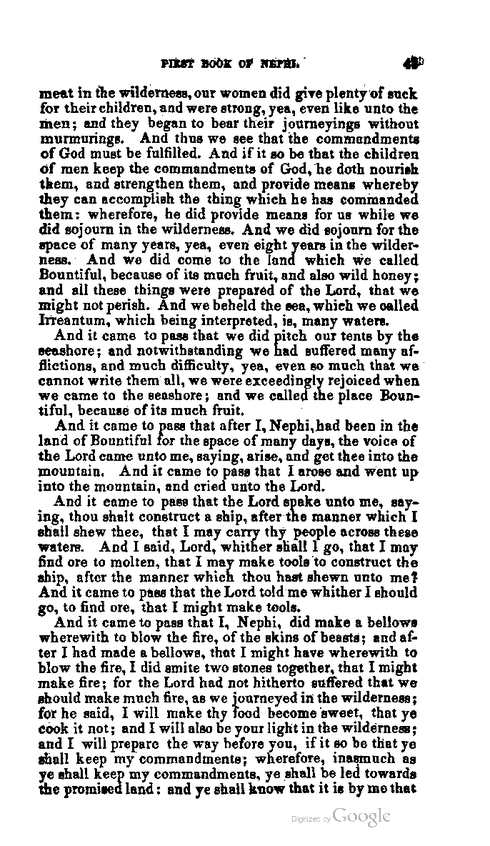 FIRST BOOK OF NEPHI.
meat in the wilderness, our women did give plenty of suck
for their children, and were strong, yea, even like unto the
men; and they began to bear their journeyings without
murmurings. And thus we see that the commandments
of God must be fulfilled. And if it so be that the children
of men keep the commandments of God, he doth nourish
them, and strengthen them, and provide means whereby
they can accomplish the thing which he has commanded
them: wherefore, he did provide means for us while we
did sojourn in the wilderness. And we did sojourn for the
space of many years, yea, even eight years in the wilder-
ness. And we did come to the land which we called
Bountiful, because of its much fruit, and also wild honey;
and all these things were prepared of the Lord, that we
might not perish. And we beheld the sea, which we called
Irreantum, which being interpreted, is, many waters.
And it came to pass that we did pitch our tents by the
seashore; and notwithstanding we had suffered many af-
flictions, and much difficulty, yea, even so much that we
cannot write them all, we were exceedingly rejoiced when
we came to the seashore; and we called the place Boun-
tiful, because of its much fruit.
And it came to pass that after I, Nephi, had been in the
land of Bountiful for the space of many days, the voice of
the Lord came unto me, saying, arise, and get thee into the
mountain. And it came to pass that I arose and went up
into the mountain, and cried unto the Lord.
And it came to pass that the Lord spake unto me, say-
ing, thou shalt construct a ship, after the manner which I
shall shew thee, that I may carry thy people across these
waters. And I said, Lord, whither shall I go, that I may
find ore to molten, that I may make tools to construct the
ship, after the manner which thou hast shewn unto me?
And it came to pass that the Lord told me whither I should
go, to find ore, that I might make tools.
And it came to pass that I, Nephi, did make a bellows
wherewith to blow the fire, of the skins of beasts; and af-
ter I had made a bellows, that I might have wherewith to
blow the fire, I did smite two stones together, that I might
make fire; for the Lord had not hitherto suffered that we
should make much fire, as we journeyed in the wilderness;
for he said, I will make thy food become sweet, that ye
cook it not; and I will also be your light in the wilderness;
and I will prepare the way before you, if it so be that ye
shall keep my commandments; wherefore, inasmuch as
ye shall keep my commandments, ye shall be led towards
the promised land: and ye shall know that it is by me that
Digitized by Google